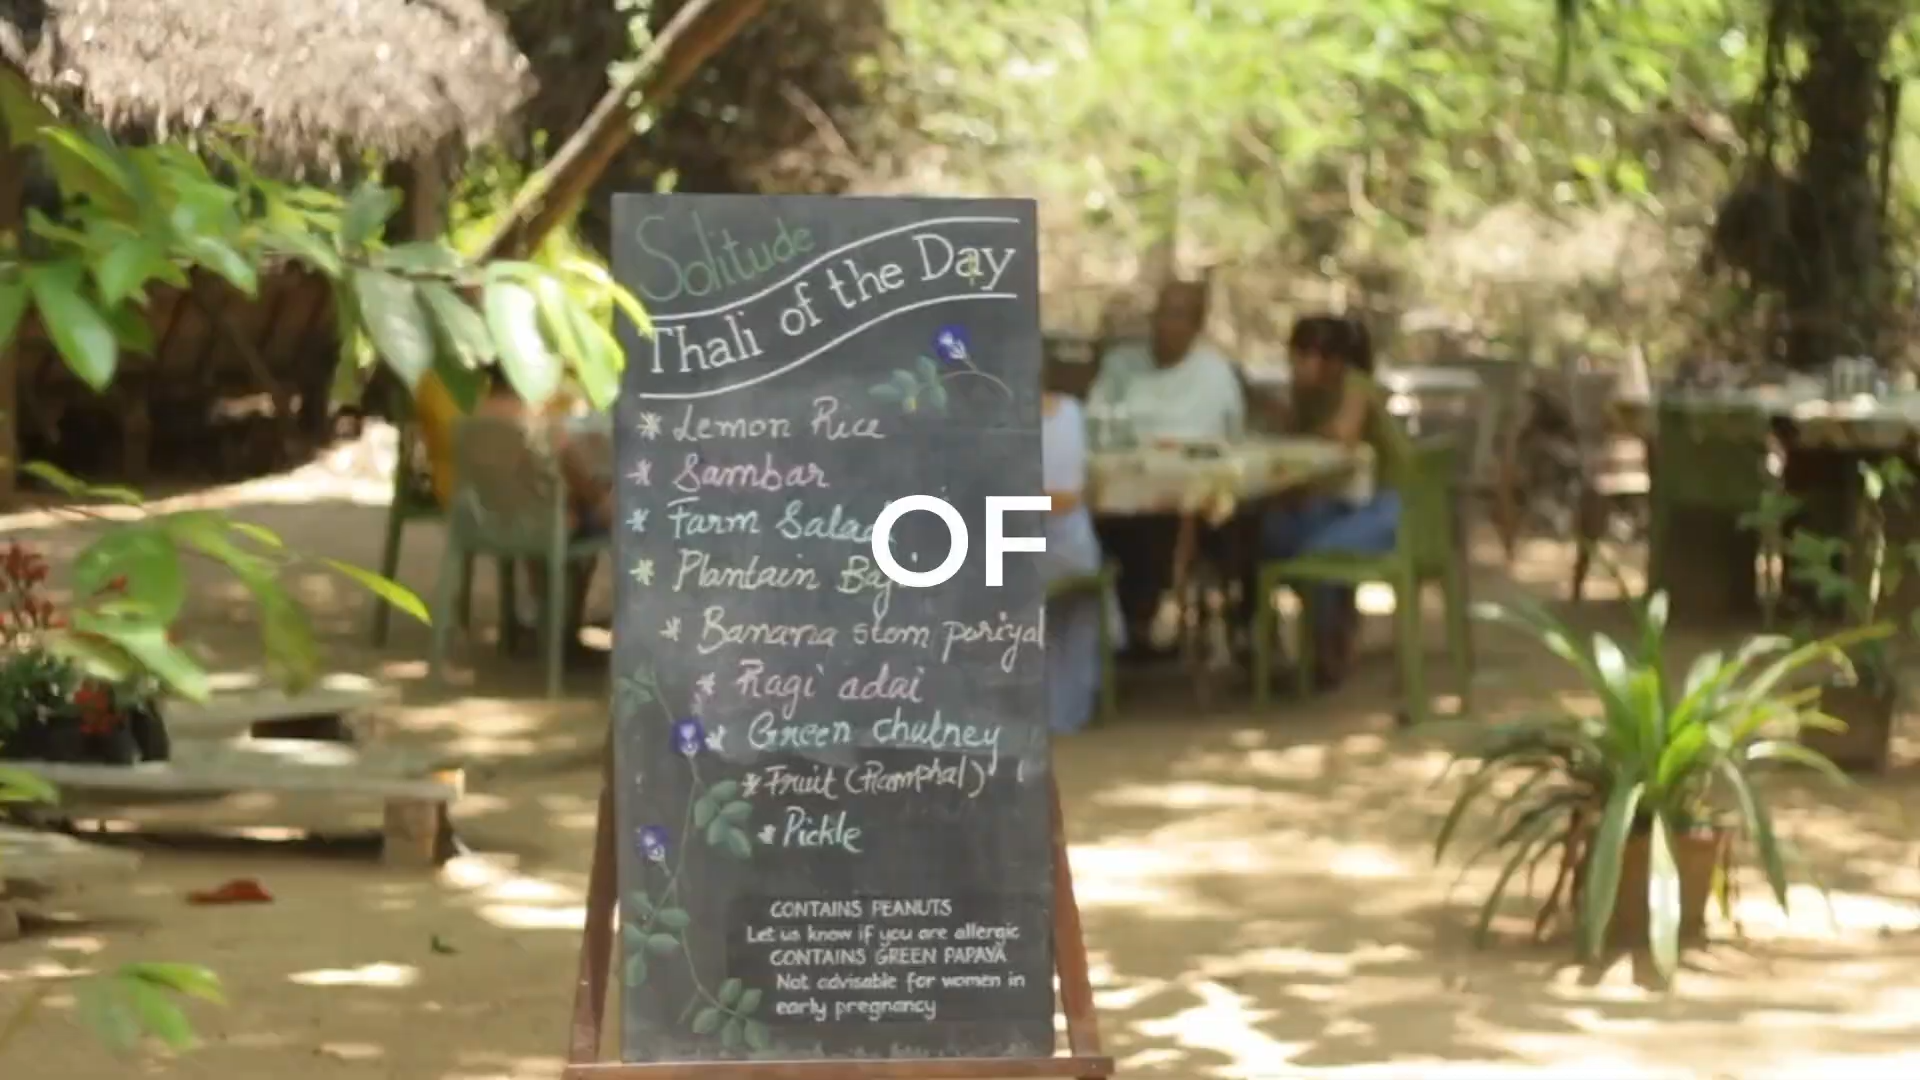 Solitude
Thali of the Day
* Lemon Rice
* Sambar
* Farm Salad
* Plantain
OF
* Banana stem poriyal
* Ragi adai
* Green chutney
* Fruit (Ramphal)
* Pickle
CONTAINS PEANUTS
Let us know if you are allergic
CONTAINS GREEN PAPAYA
Not advisable for women in
early pregnancy